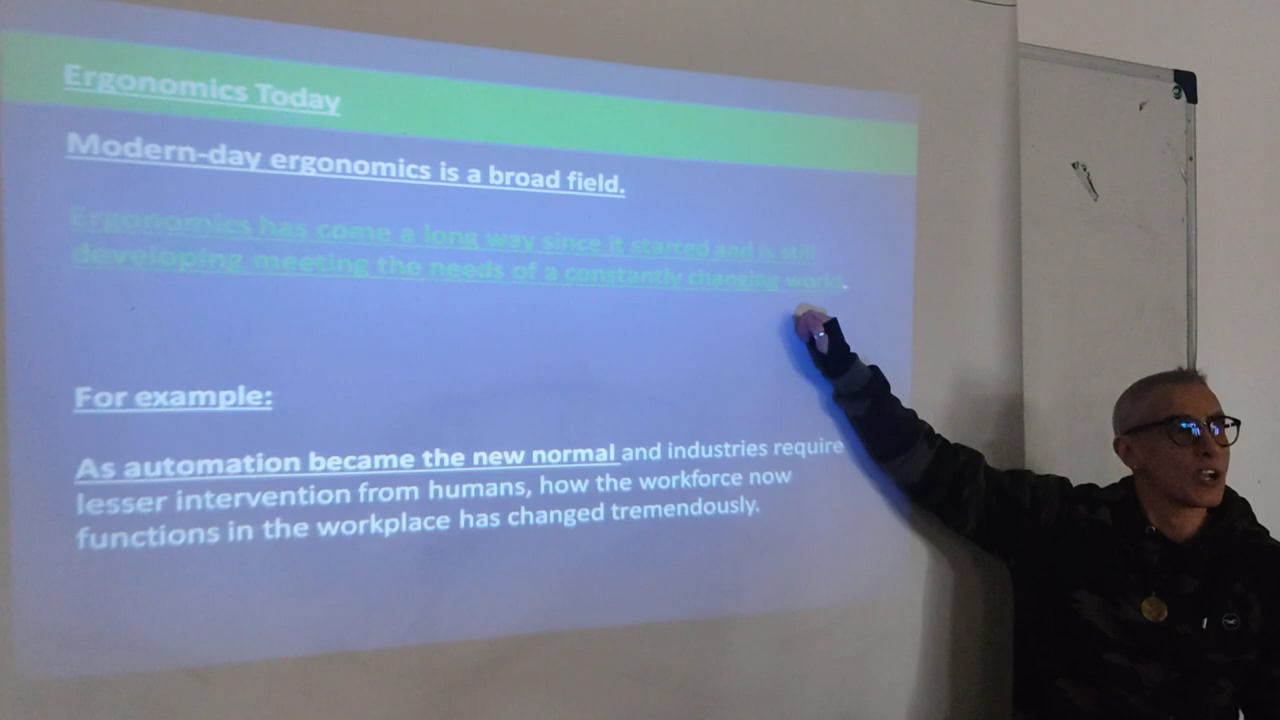 Ergonomics Today
Modern-day ergonomics is a broad field.
Ergonomics has come a long way since it started and is still
developing meeting the needs of a constantly changing world.
For example:
As automation became the new normal and industries require
lesser intervention from humans, how the workforce now
functions in the workplace has changed tremendously.